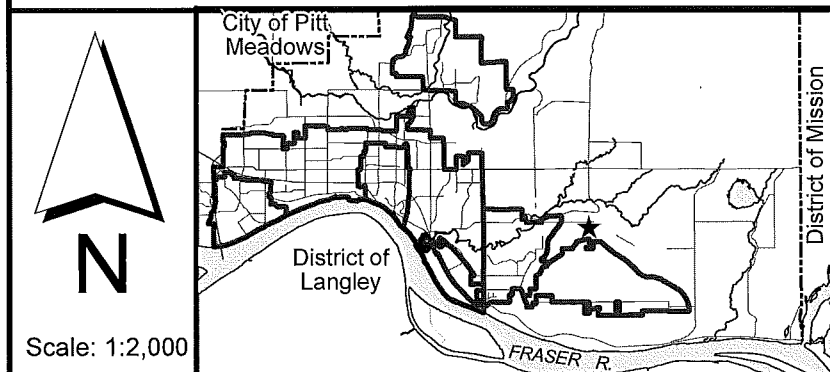 N
Scale: 1:2,000
City of Pitt
Meadows
District of
Langley
FRASER R.
District of Mission